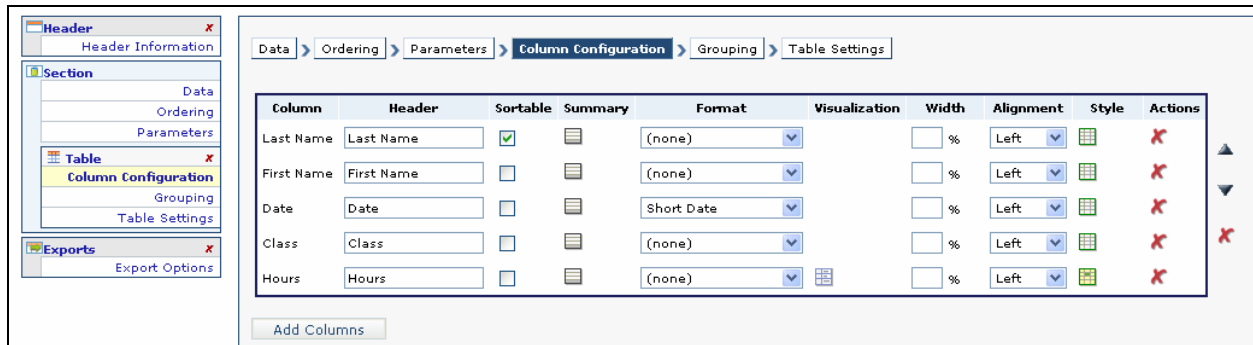 Header
Header Information
Section
Data
Ordering
Parameters
Table
Column Configuration
Grouping
Table Settings
Exports
Export Options
Data Ordering Parameters Column Configuration Grouping Table Settings
Column Header Sortable Summary Format Visualization Width Alignment Style Actions
Last Name Last Name (none) % Left
First Name First Name (none) % Left
Date Date Short Date % Left
Class Class (none) % Left
Hours Hours (none) % Left
Add Columns